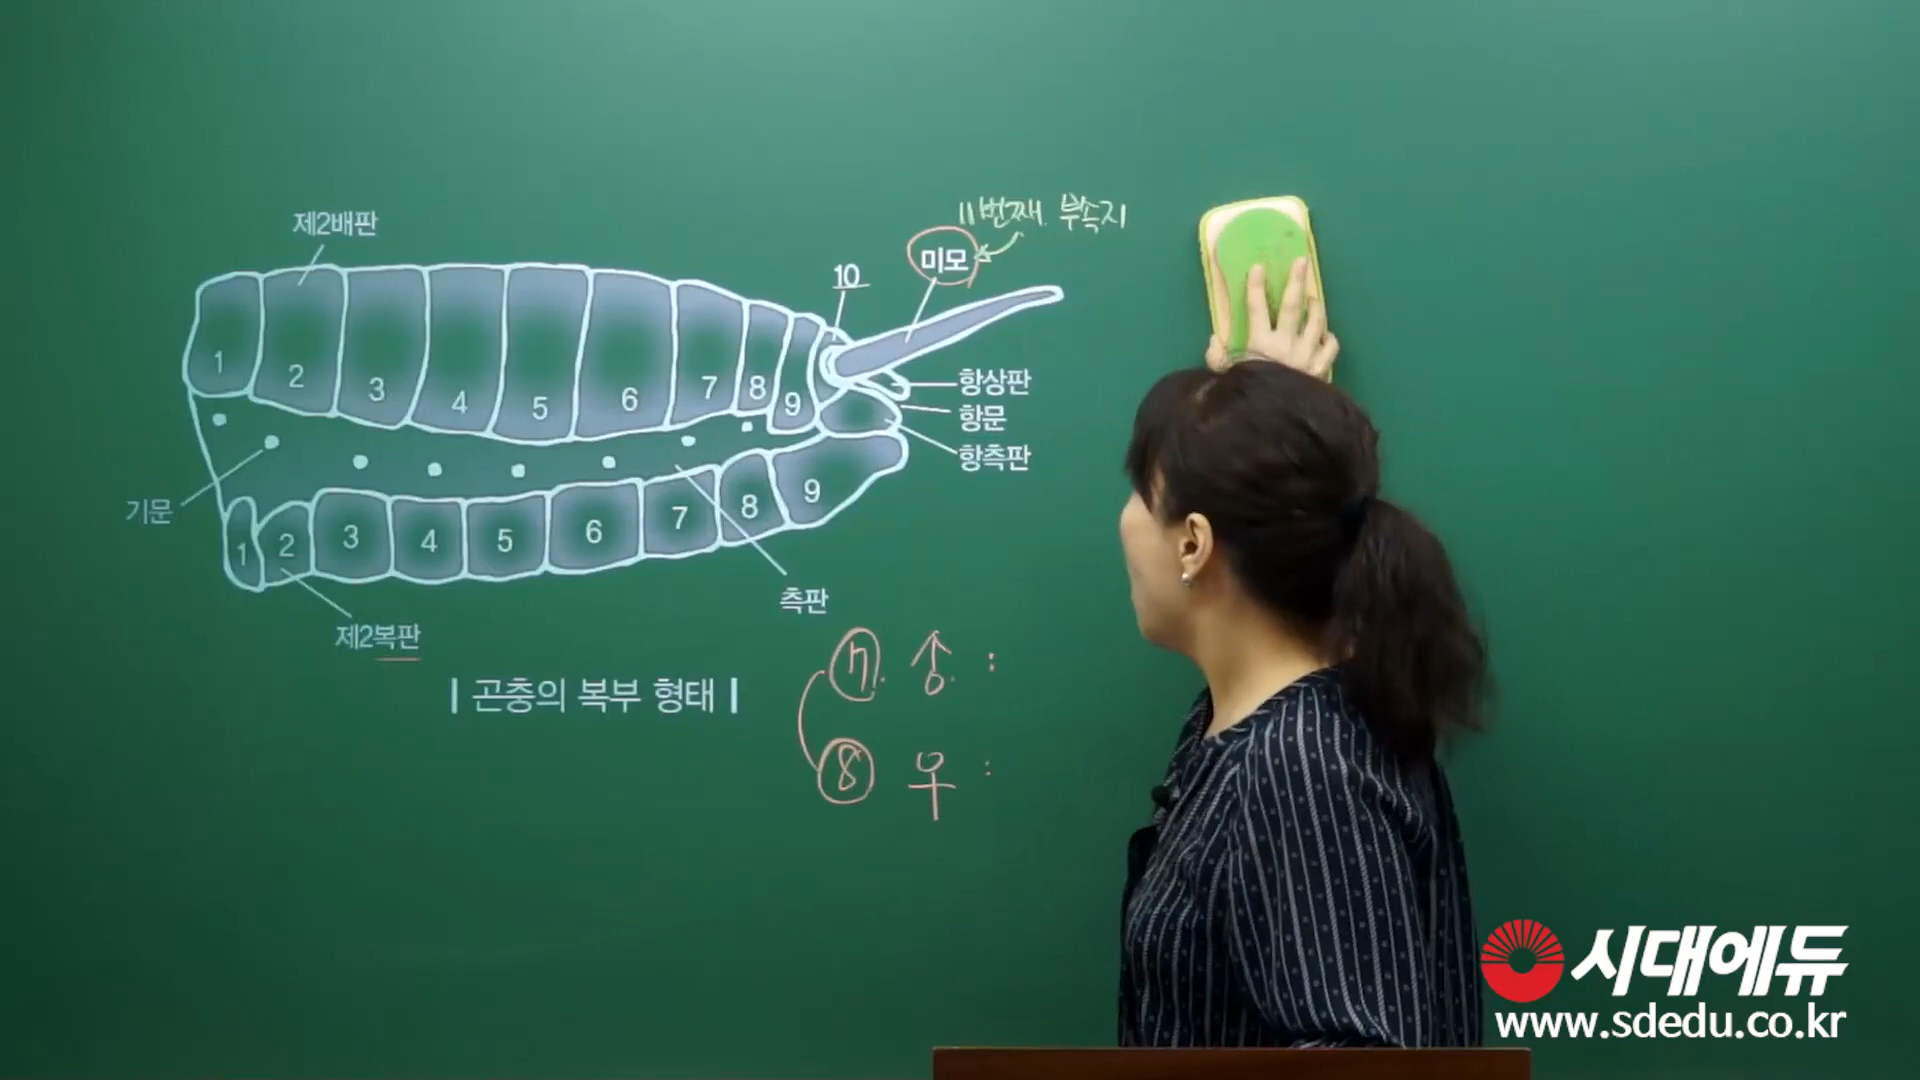 11번째. 부속지
제2배판
미모
10
1 2 3 4 5 6 7 8 9
항상판
항문
항측판
기문
1 2 3 4 5 6 7 8 9
측판
제2복판
| 곤충의 복부 형태 |
7. ♂ :
8 우 :
시대에듀
www.sdedu.co.kr